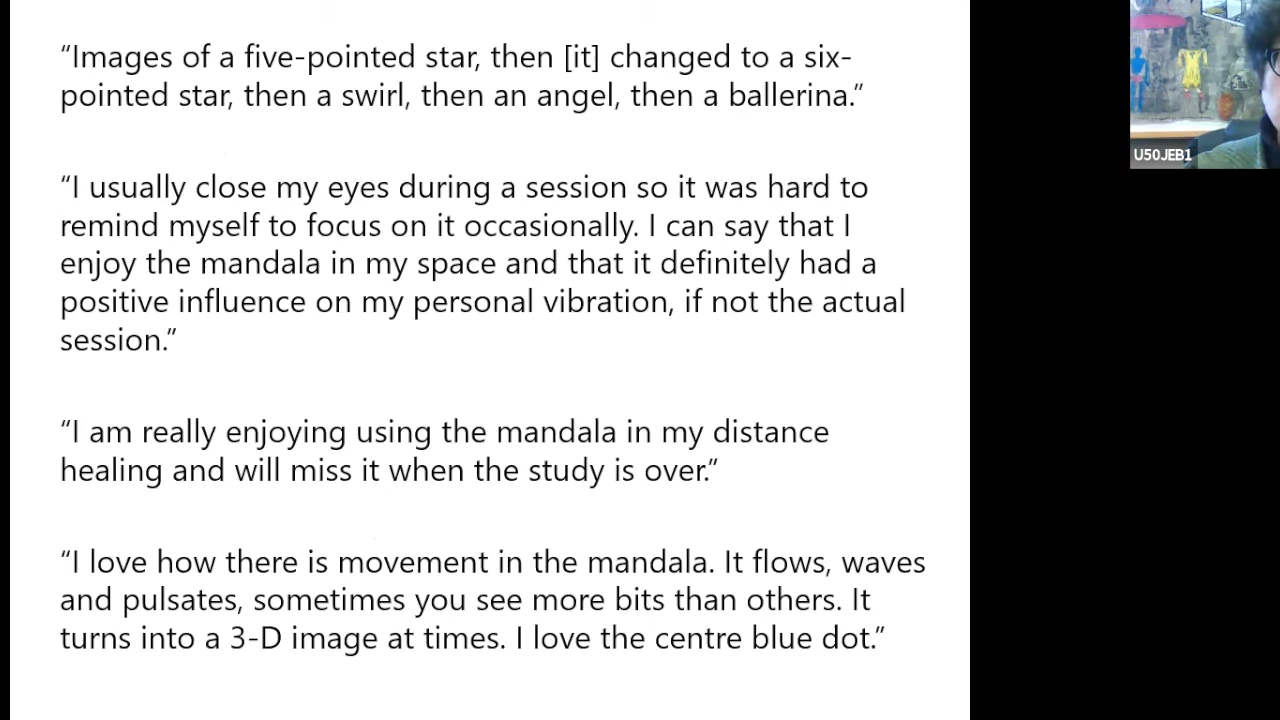 “Images of a five-pointed star, then [it] changed to a six-
pointed star, then a swirl, then an angel, then a ballerina.”
“I usually close my eyes during a session so it was hard to
remind myself to focus on it occasionally. I can say that I
enjoy the mandala in my space and that it definitely had a
positive influence on my personal vibration, if not the actual
session.”
“I am really enjoying using the mandala in my distance
healing and will miss it when the study is over.”
“I love how there is movement in the mandala. It flows, waves
and pulsates, sometimes you see more bits than others. It
turns into a 3-D image at times. I love the centre blue dot.”
U50JEB1